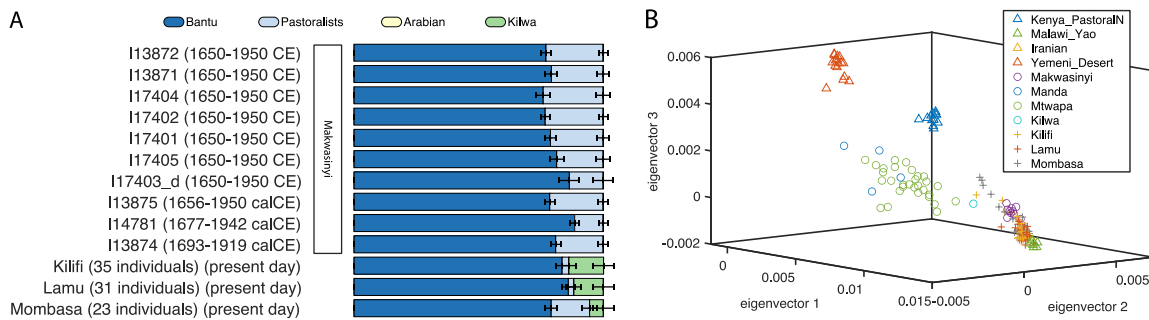 A
Bantu
Pastoralists
Arabian
Kilwa
I13872 (1650-1950 CE)
I13871 (1650-1950 CE)
I17404 (1650-1950 CE)
I17402 (1650-1950 CE)
I17401 (1650-1950 CE)
I17405 (1650-1950 CE)
I17403_d (1650-1950 CE)
I13875 (1656-1950 calCE)
I14781 (1677-1942 calCE)
I13874 (1693-1919 calCE)
Makwasinyi
Kilifi (35 individuals) (present day)
Lamu (31 individuals) (present day)
Mombasa (23 individuals) (present day)
B
0.006
0.004
0.002
0
-0.002
eigenvector 3
0
0.005
0.01
0.015
eigenvector 1
-0.005
0
0.005
eigenvector 2
Kenya_PastoralN
Malawi_Yao
Iranian
Yemeni_Desert
Makwasinyi
Manda
Mtwapa
Kilwa
Kilifi
Lamu
Mombasa